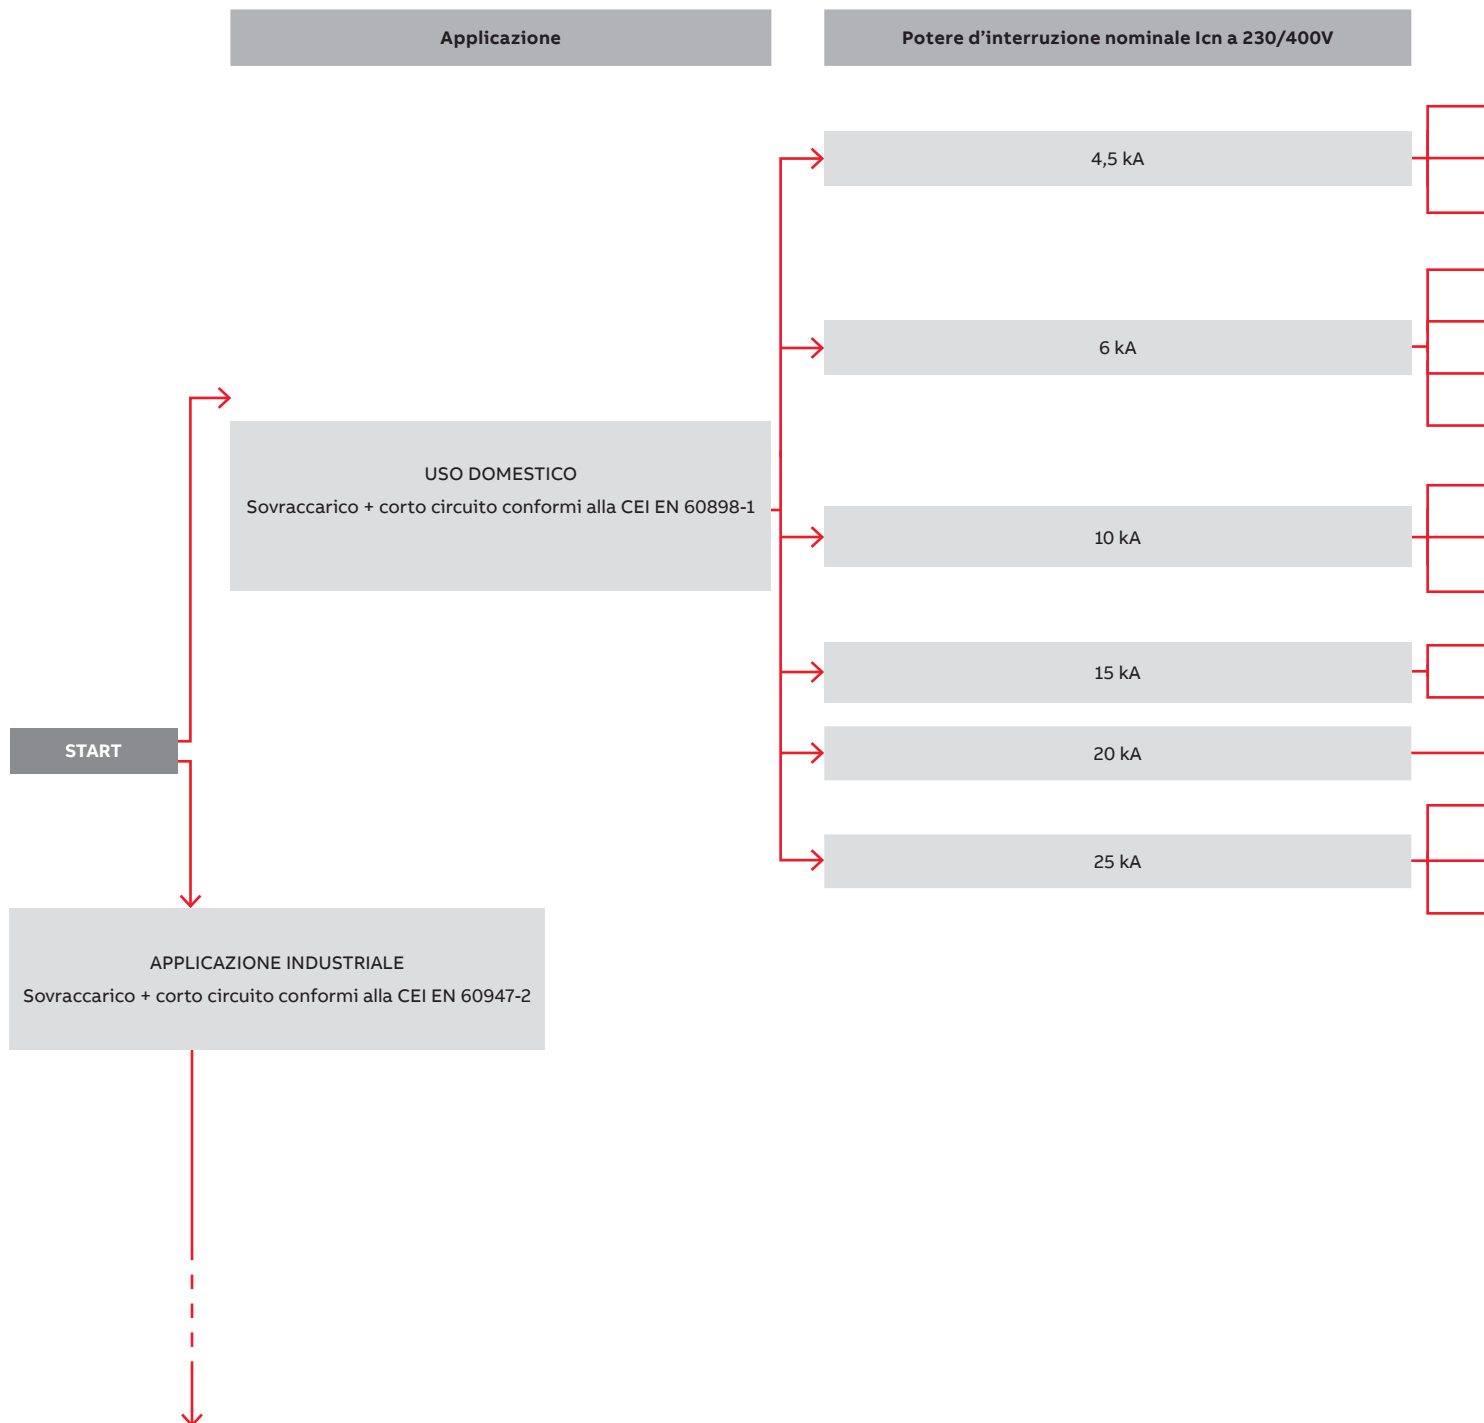 Applicazione
Potere d’interruzione nominale Icn a 230/400V
4,5 kA
6 kA
USO DOMESTICO
Sovraccarico + corto circuito conformi alla CEI EN 60898-1
10 kA
15 kA
START
20 kA
25 kA
APPLICAZIONE INDUSTRIALE
Sovraccarico + corto circuito conformi alla CEI EN 60947-2